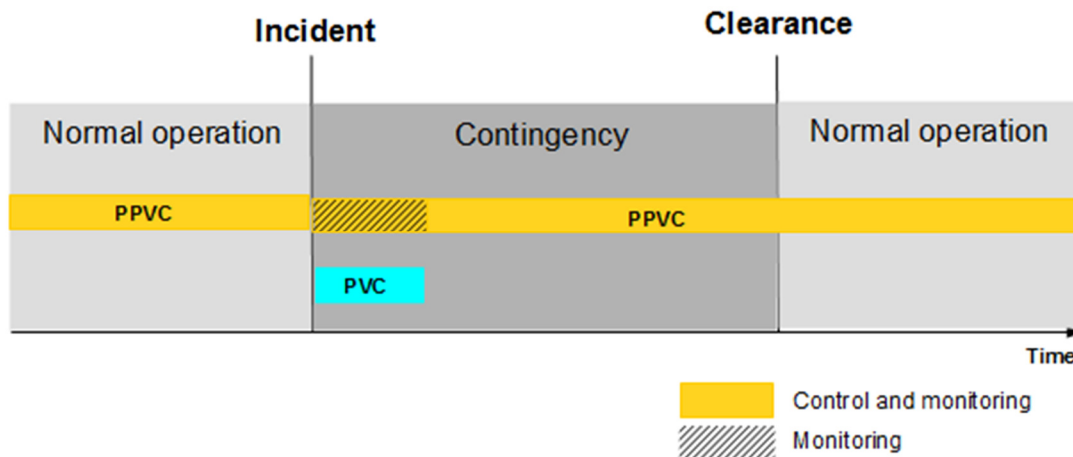 Incident
Clearance
Normal operation
Contingency
Normal operation
PPVC
PPVC
PVC
Time
Control and monitoring
Monitoring